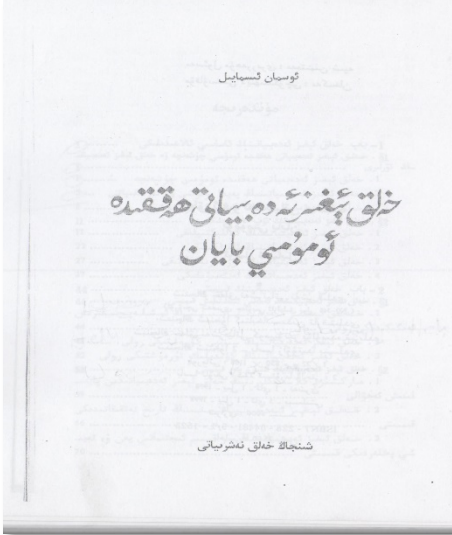 ئوسمان ئىسمايىل
خەلق ئېغىز ئەدەبىياتى ھەققىدە
ئومۇمىي بايان
شىنجاڭ خەلق نەشرىياتى